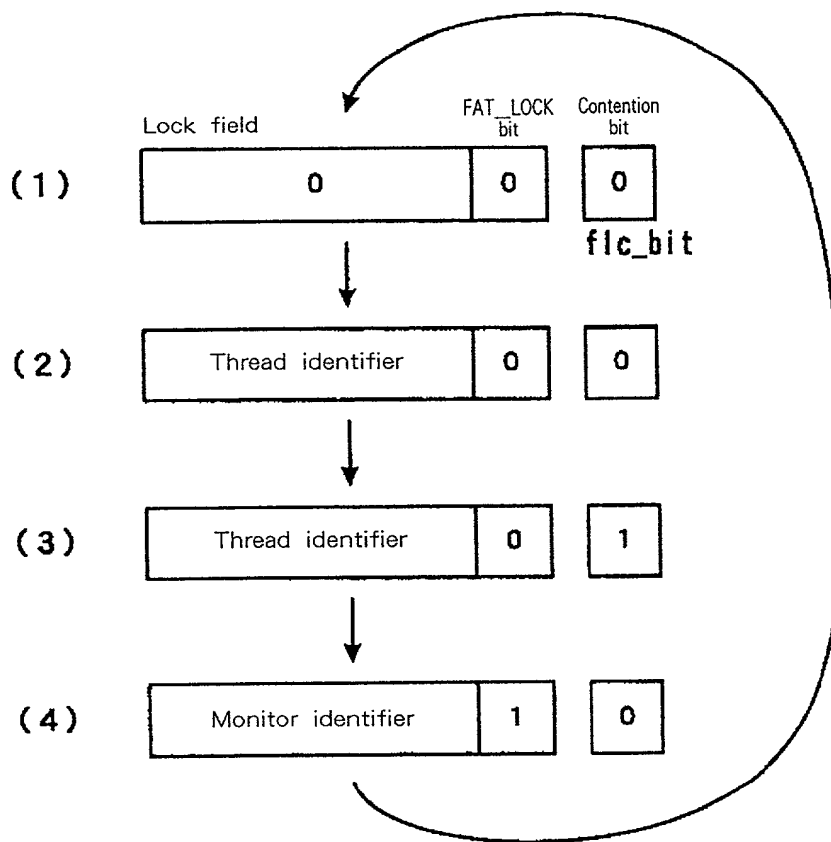 Lock field
FAT_LOCK bit
Contention bit
(1)
0
0
0
flc_bit
(2)
Thread identifier
0
0
(3)
Thread identifier
0
1
(4)
Monitor identifier
1
0